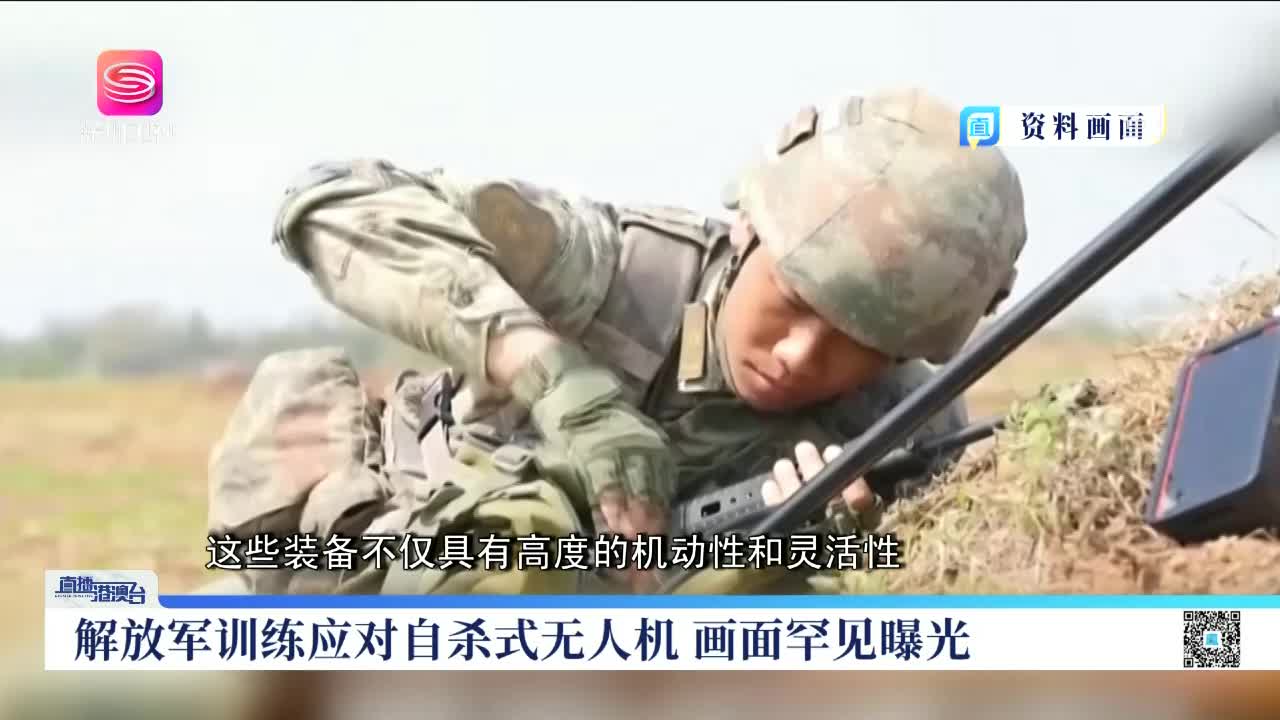 直 资料画面
这些装备不仅具有高度的机动性和灵活性
直播港澳台
解放军训练应对自杀式无人机 画面罕见曝光